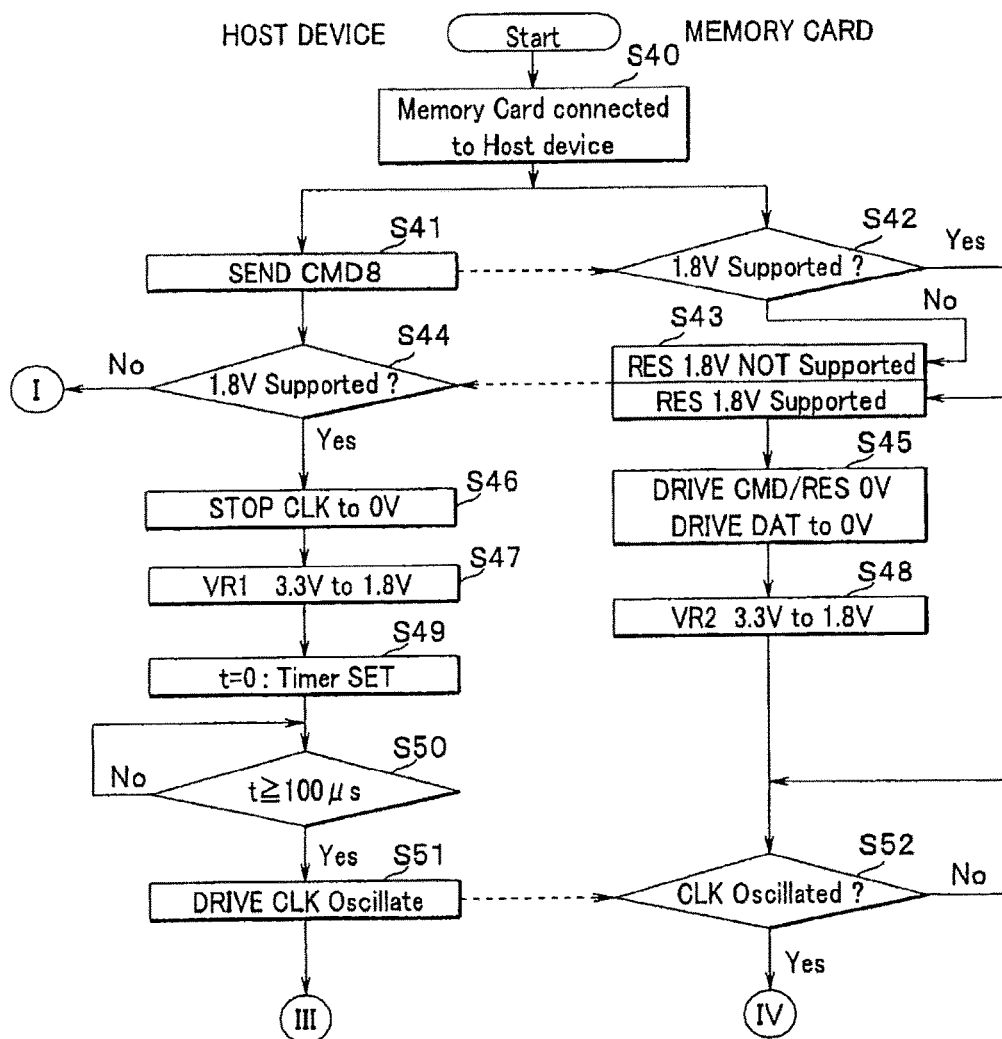 HOST DEVICE
Start
MEMORY CARD
S40
Memory Card connected
to Host device
S41
SEND CMD8
S42
1.8V Supported ?
Yes
No
S43
RES 1.8V NOT Supported
RES 1.8V Supported
S44
1.8V Supported ?
No
I
Yes
S45
DRIVE CMD/RES 0V
DRIVE DAT to 0V
S46
STOP CLK to 0V
S47
VR1 3.3V to 1.8V
S48
VR2 3.3V to 1.8V
S49
t=0 : Timer SET
S50
t≧100μs
No
Yes
S51
DRIVE CLK Oscillate
S52
CLK Oscillated ?
No
Yes
III
IV